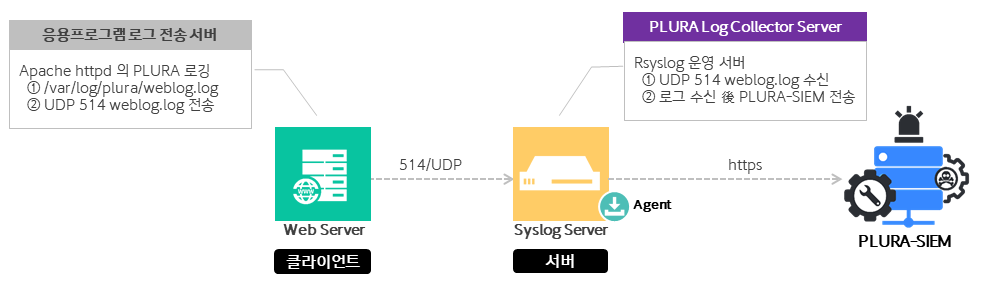 응용프로그램 로그 전송 서버
Apache httpd 의 PLURA 로깅
① /var/log/plura/weblog.log
② UDP 514 weblog.log 전송
PLURA Log Collector Server
Rsyslog 운영 서버
① UDP 514 weblog.log 수신
② 로그 수신 後 PLURA-SIEM 전송
WWW
514/UDP
https
Agent
Web Server
Syslog Server
PLURA-SIEM
클라이언트
서버